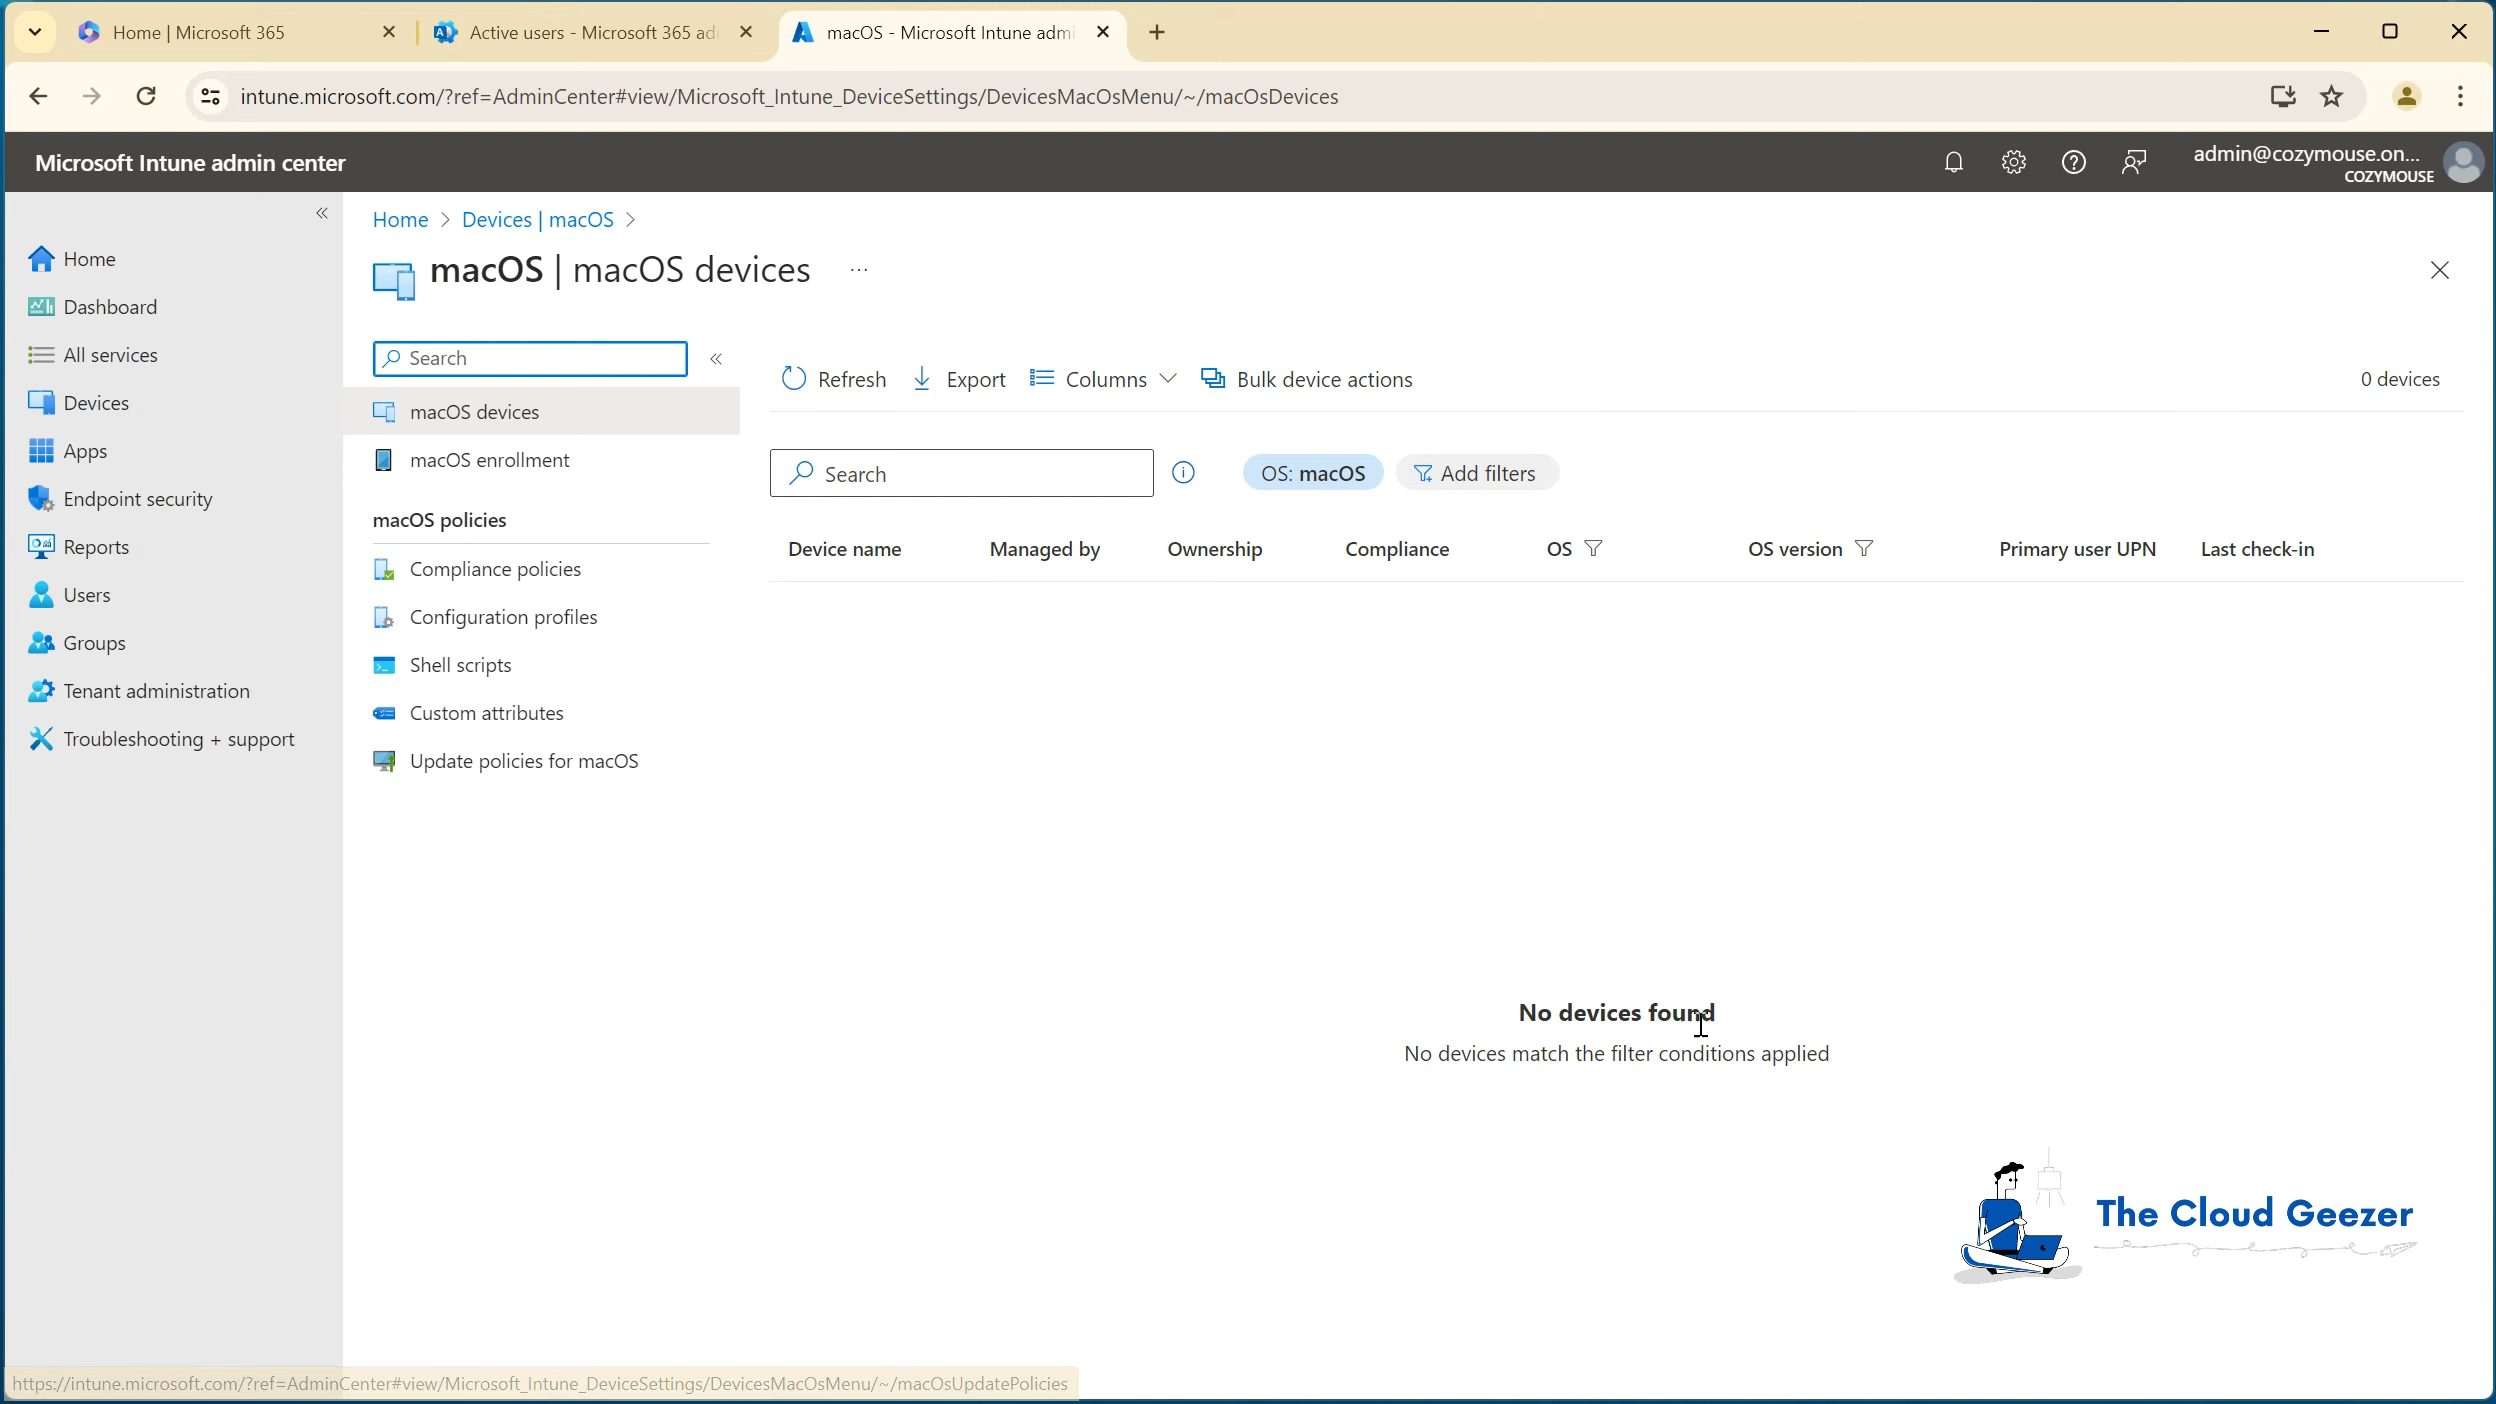 Home | Microsoft 365
Active users - Microsoft 365 ad
macOS - Microsoft Intune admi
intune.microsoft.com/?ref=AdminCenter#view/Microsoft_Intune_DeviceSettings/DevicesMacOsMenu/~/macOsDevices
Microsoft Intune admin center
admin@cozymouse.on...
COZYMOUSE
Home
Dashboard
All services
Devices
Apps
Endpoint security
Reports
Users
Groups
Tenant administration
Troubleshooting + support
Home > Devices | macOS >
macOS | macOS devices ...
Search
macOS devices
macOS enrollment
macOS policies
Compliance policies
Configuration profiles
Shell scripts
Custom attributes
Update policies for macOS
Refresh Export Columns Bulk device actions 0 devices
Search OS: macOS Add filters
Device name Managed by Ownership Compliance OS OS version Primary user UPN Last check-in
No devices found
No devices match the filter conditions applied
The Cloud Geezer
https://intune.microsoft.com/?ref=AdminCenter#view/Microsoft_Intune_DeviceSettings/DevicesMacOsMenu/~/macOsUpdatePolicies